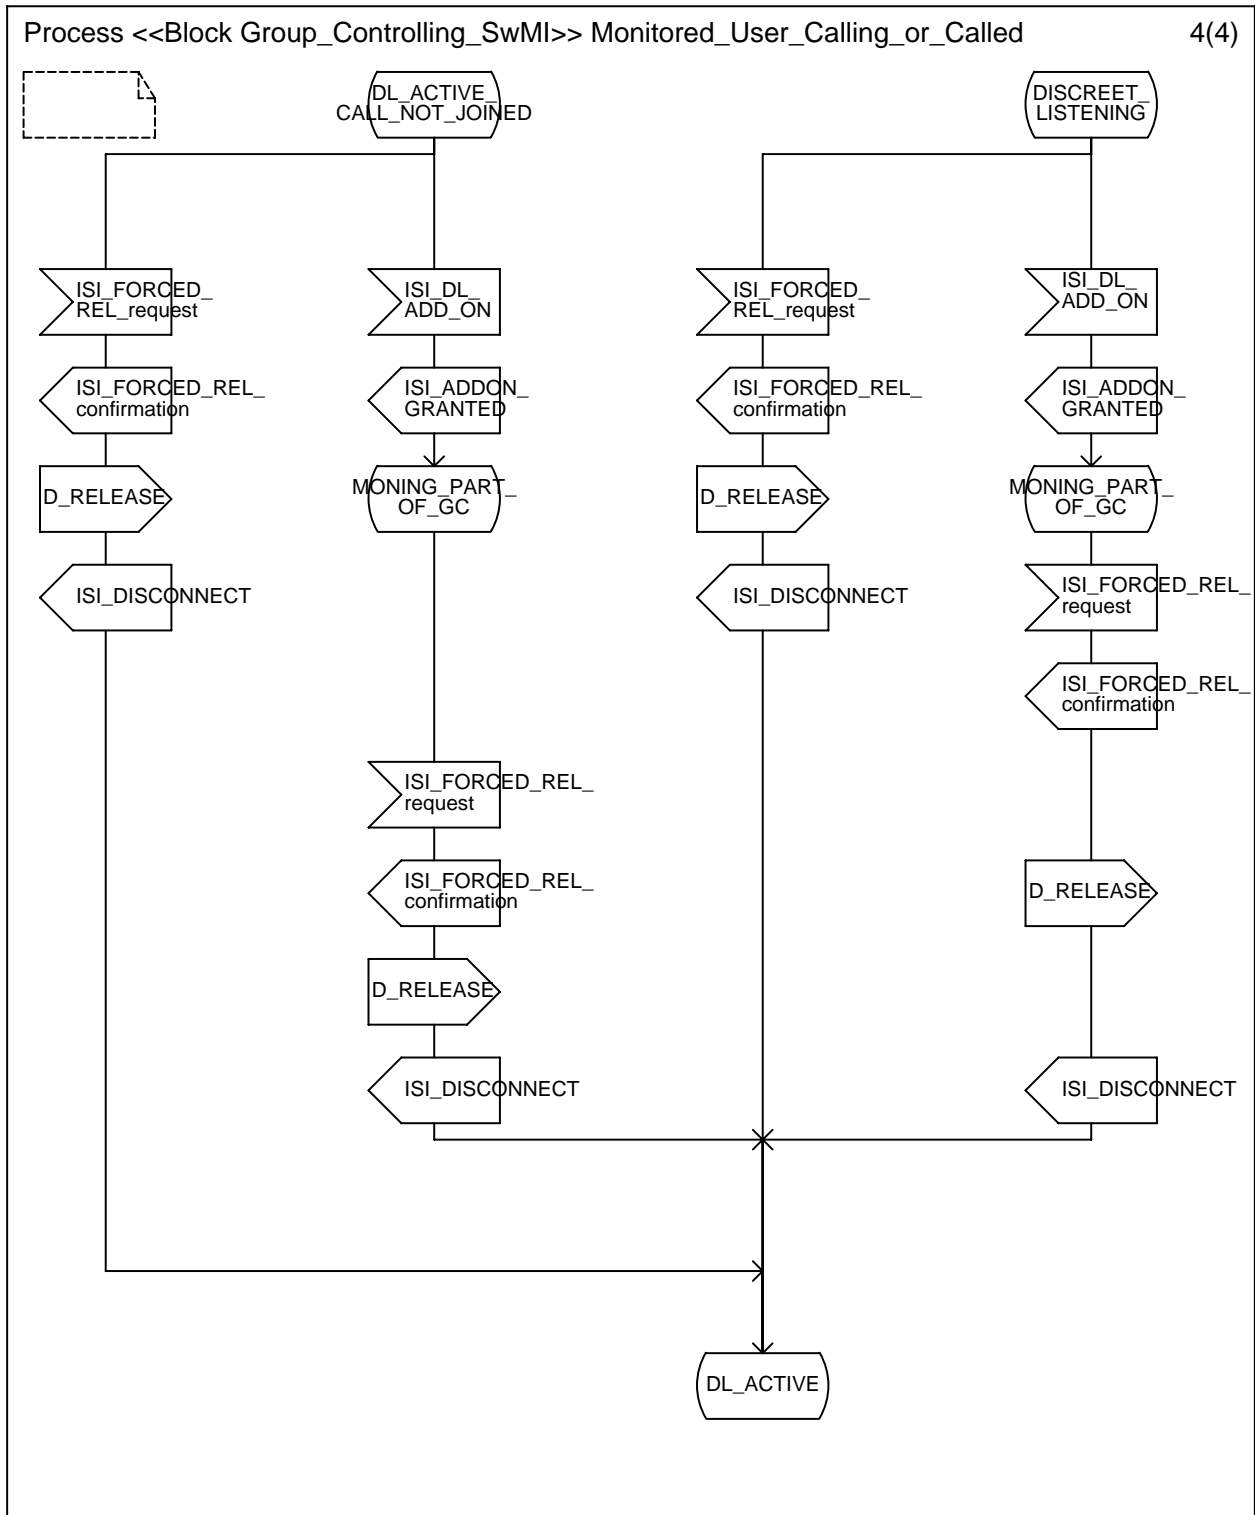 Process <<Block Group_Controlling_SwMI>> Monitored_User_Calling_or_Called 4(4)
DL_ACTIVE_
CALL_NOT_JOINED
DISCREET_
LISTENING
ISI_FORCED_
REL_request
ISI_DL_
ADD_ON
ISI_FORCED_
REL_request
ISI_DL_
ADD_ON
ISI_FORCED_REL_
confirmation
ISI_ADDON_
GRANTED
ISI_FORCED_REL_
confirmation
ISI_ADDON_
GRANTED
D_RELEASE
MONING_PART_
OF_GC
D_RELEASE
MONING_PART_
OF_GC
ISI_DISCONNECT
ISI_DISCONNECT
ISI_FORCED_REL_
request
ISI_FORCED_REL_
confirmation
ISI_FORCED_REL_
request
ISI_FORCED_REL_
confirmation
D_RELEASE
D_RELEASE
ISI_DISCONNECT
ISI_DISCONNECT
DL_ACTIVE